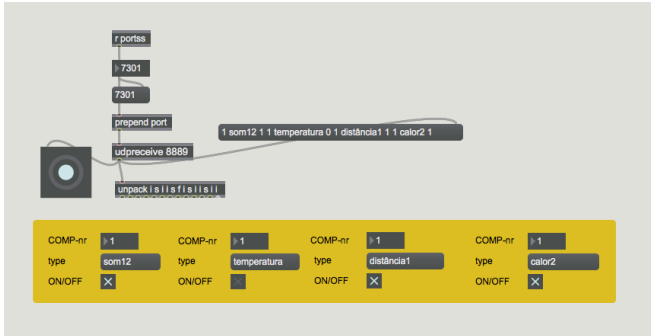 r portss
7301
7301
prepend port
1 som12 1 1 temperatura 0 1 distância1 1 1 calor2 1
udpreceive 8889
unpack i s i i s f i s i i s i i
COMP-nr 1 COMP-nr 1 COMP-nr 1 COMP-nr 1
type som12 type temperatura type distância1 type calor2
ON/OFF ON/OFF ON/OFF ON/OFF